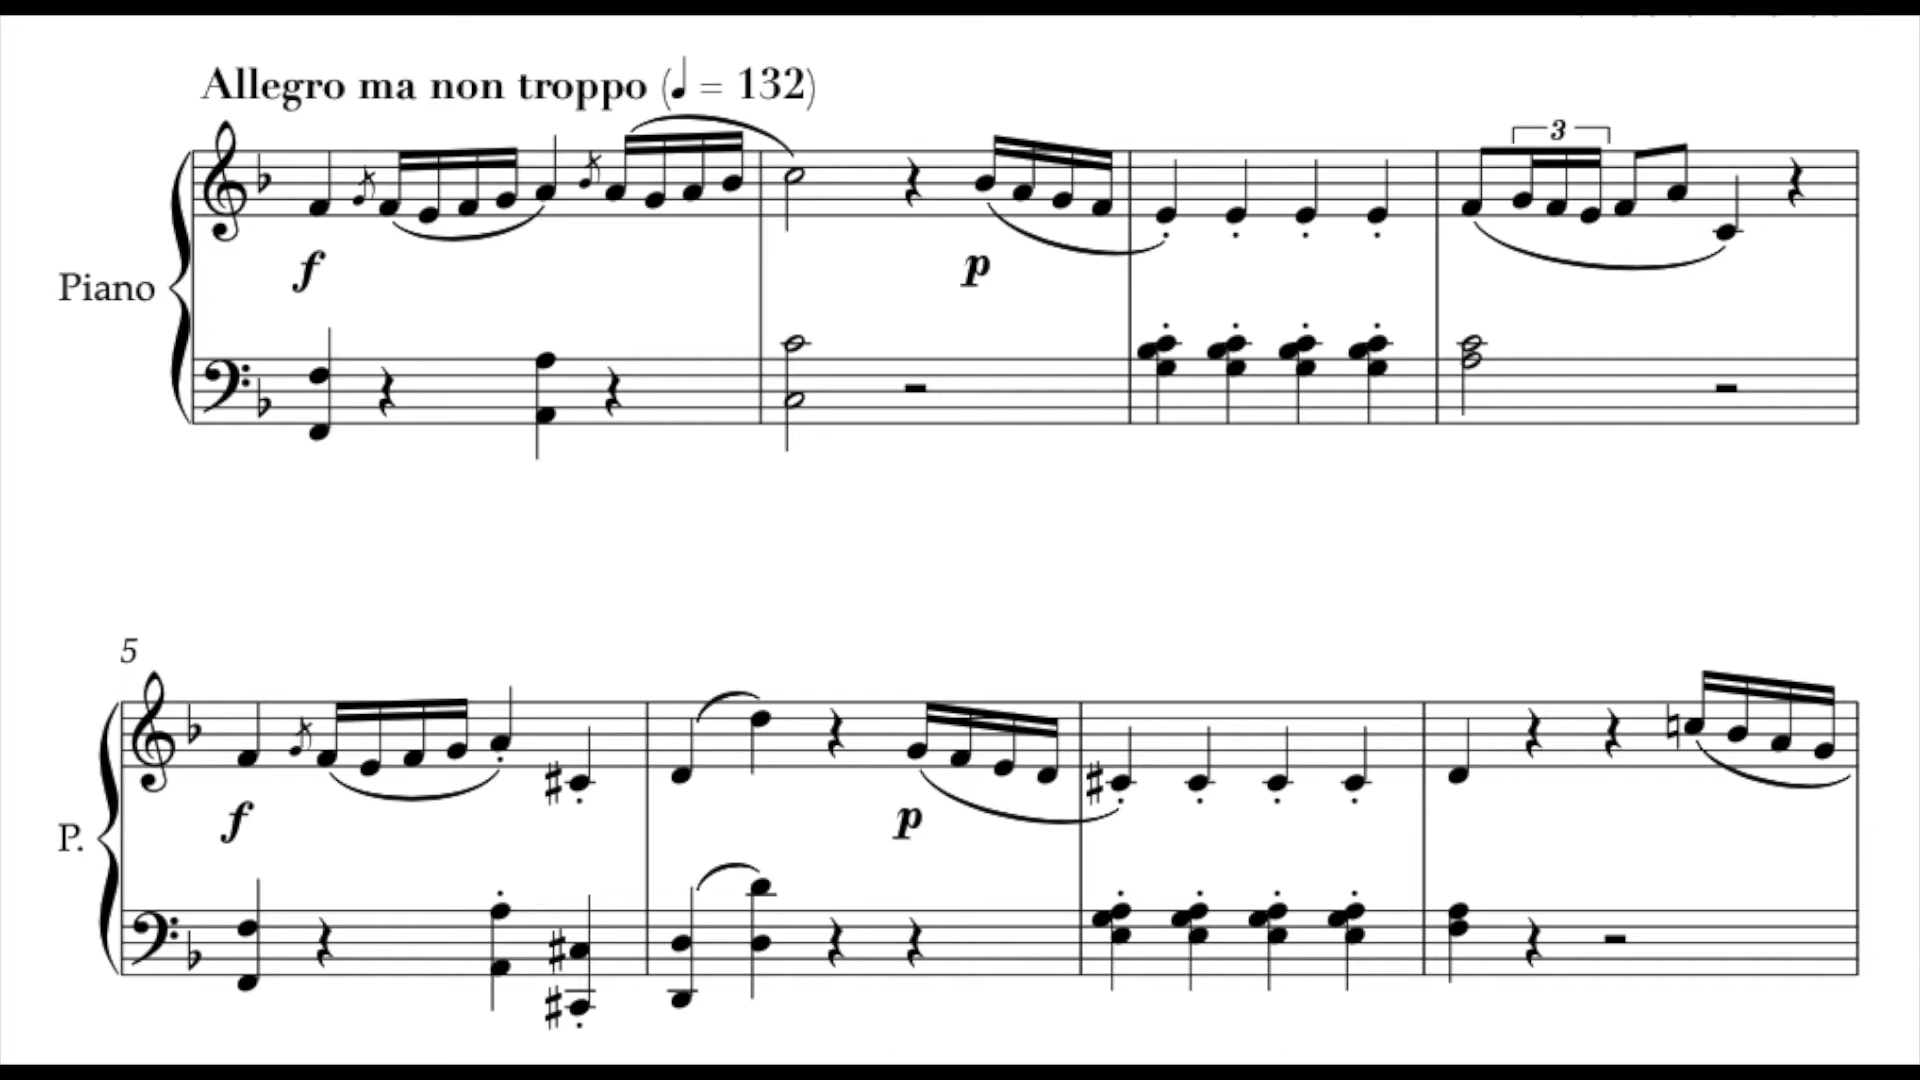 Allegro ma non troppo (♩ = 132)
3
f
p
Piano
5
f
p
P.